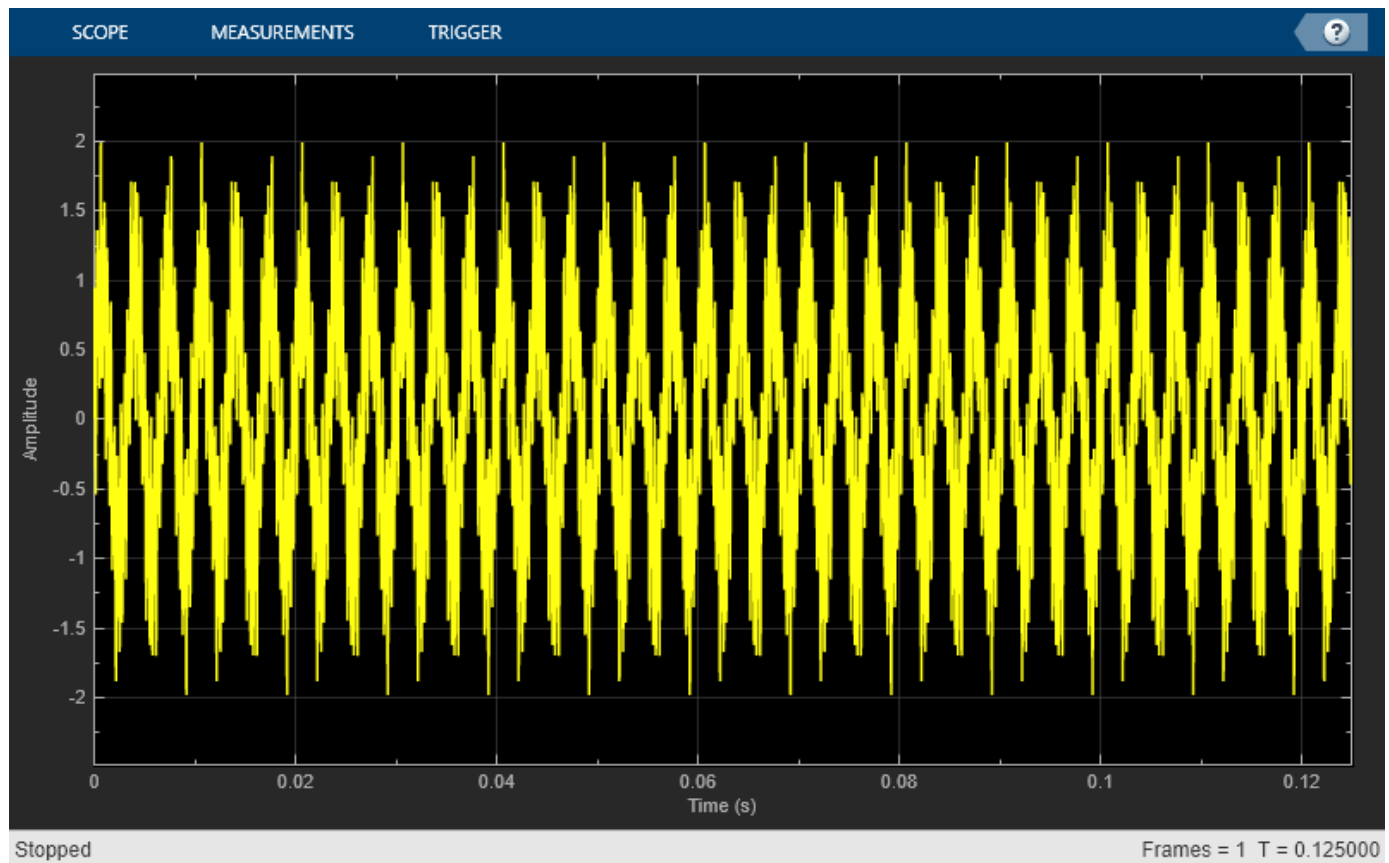 SCOPE MEASUREMENTS TRIGGER ?
2
1.5
1
0.5
0
-0.5
-1
-1.5
-2
Amplitude
0 0.02 0.04 0.06 0.08 0.1 0.12
Time (s)
Stopped Frames = 1 T = 0.125000